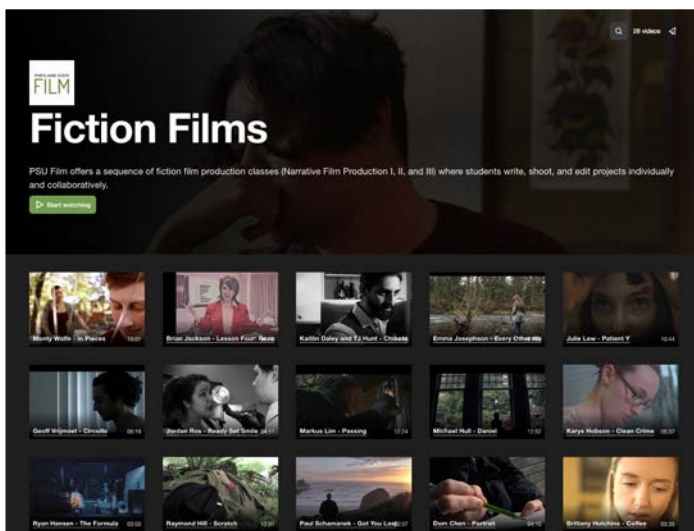 28 videos
PORTLAND STATE
FILM
Fiction Films
PSU Film offers a sequence of fiction film production classes (Narrative Film Production I, II, and III) where students write, shoot, and edit projects individually
and collaboratively.
Start watching
Monty Wolfe - In Pieces
Brian Jackson - Lesson Four:
Kaitlin Daley and TJ Hunt -
Emma Josephson - Every Other
Julie Lew - Patient Y 10:44
Geoff Vrijmoet - Circuits 06:19
Jordan Ros - Ready Set Smile
Markus Lim - Passing 12:24
Michael Hull - Daniel 12:52
Karys Hobson - Clean Crime
Ryan Hansen - The Formula 03:03
Raymond Hill - Scratch
Paul Schamanek - Got You
Dom Chen - Portrait 04:10
Brittany Hutchins - Coffee